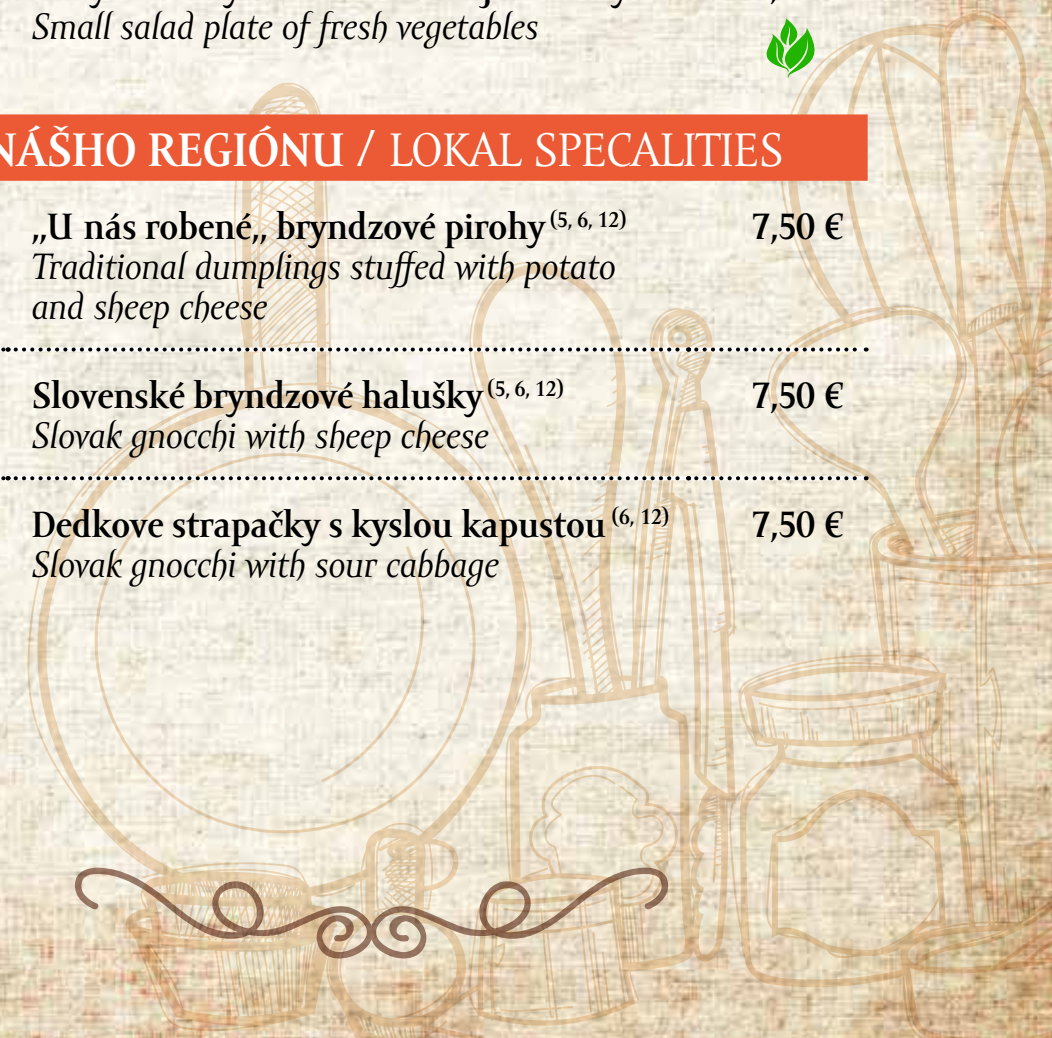 Small salad plate of fresh vegetables
NÁŠHO REGIÓNU / LOKAL SPECALITIES
„U nás robené„ bryndzové pirohy (5, 6, 12) 7,50 €
Traditional dumplings stuffed with potato
and sheep cheese
Slovenské bryndzové halušky (5, 6, 12) 7,50 €
Slovak gnocchi with sheep cheese
Dedkove strapačky s kyslou kapustou (6, 12) 7,50 €
Slovak gnocchi with sour cabbage